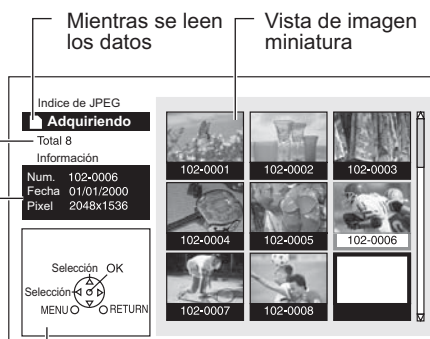 Mientras se leen
los datos
Vista de imagen
miniatura
Indice de JPEG
Adquiriendo
Total 8
Información
Num. 102-0006
Fecha 01/01/2000
Pixel 2048x1536
Selección OK
Selección
MENU RETURN
102-0001 102-0002 102-0003
102-0004 102-0005 102-0006
102-0007 102-0008